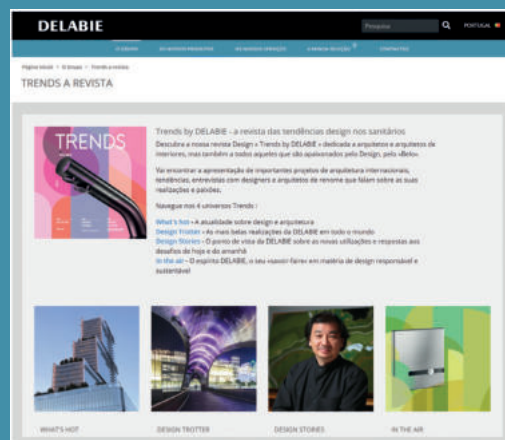 DELABIE
Pesquisa
PORTUGAL
O GRUPO
OS NOSSOS PRODUTOS
OS NOSSOS SERVIÇOS
A MINHA SELEÇÃO
CONTACTOS
Página inicial > O Grupo > Trends a revista
TRENDS A REVISTA
TRENDS
Trends by DELABIE - a revista das tendências design nos sanitários
Descubra a nossa revista Design « Trends by DELABIE » dedicada a arquitetos e arquitetos de
interiores, mas também a todos aqueles que são apaixonados pelo Design, pelo «Belo».
Vai encontrar a apresentação de importantes projetos de arquitetura internacionais,
tendências, entrevistas com designers e arquitetos de renome que falam sobre as suas
realizações e paixões.
Navegue nos 4 universos Trends :
What's hot - A atualidade sobre design e arquitetura
Design Trotter - As mais belas realizações da DELABIE em todo o mundo
Design Stories - O ponto de vista da DELABIE sobre as novas utilizações e respostas aos
desafios de hoje e do amanhã
In the air - O espírito DELABIE, o seu «savoir-faire» em matéria de design responsável e
sustentável
WHAT'S HOT
DESIGN TROTTER
DESIGN STORIES
IN THE AIR